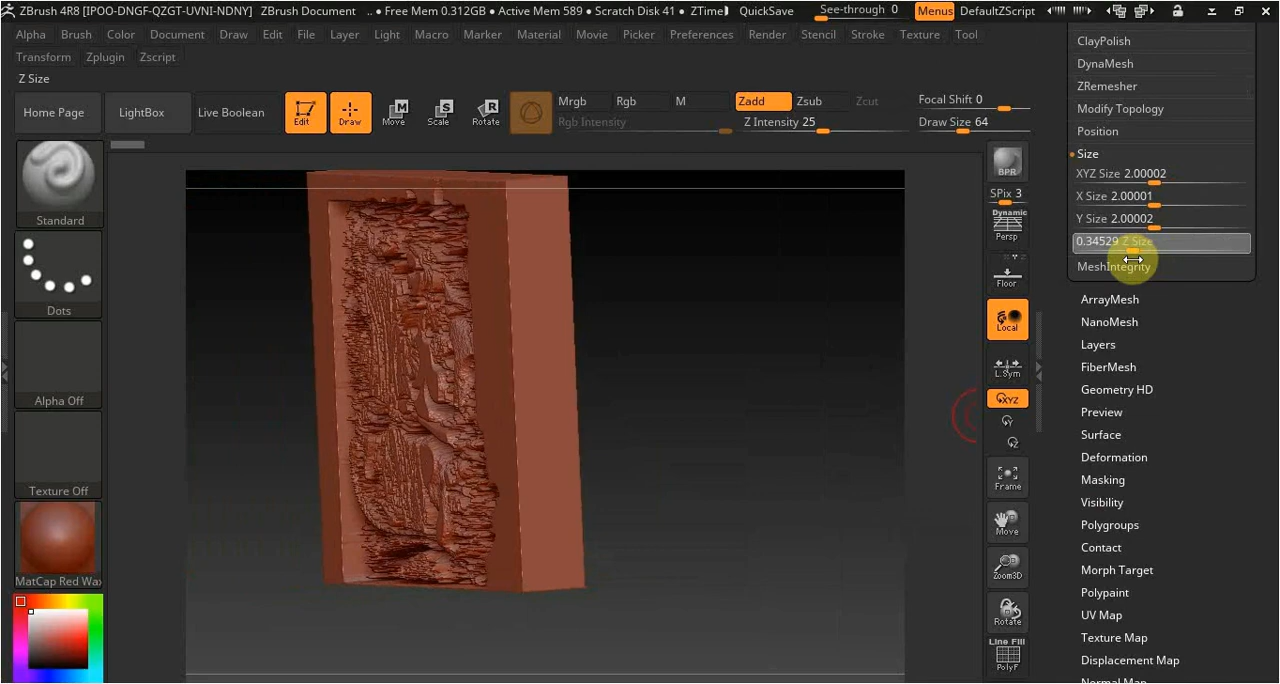 ZBrush 4R8 [IPOO-DNGF-QZGT-UVNI-NDNY] ZBrush Document .. • Free Mem 0.312GB • Active Mem 589 • Scratch Disk 41 • ZTime QuickSave See-through 0 Menus DefaultZScript
Alpha Brush Color Document Draw Edit File Layer Light Macro Marker Material Movie Picker Preferences Render Stencil Stroke Texture Tool
Transform Zplugin Zscript
Z Size
Home Page LightBox Live Boolean Edit Draw Move Scale Rotate
Mrgb Rgb M Zadd Zsub Zcut Focal Shift 0
Rgb Intensity Z Intensity 25 Draw Size 64
Standard
Dots
Alpha Off
Texture Off
MatCap Red Wax
BPR
SPix 3
Dynamic
Persp
Floor
Local
L.Sym
XYZ
Y
Z
Frame
Move
Zoom3D
Rotate
Line Fill
PolyF
ClayPolish
DynaMesh
ZRemesher
Modify Topology
Position
Size
XYZ Size 2.00002
X Size 2.00001
Y Size 2.00002
0.34529 Z Size
MeshIntegrity
ArrayMesh
NanoMesh
Layers
FiberMesh
Geometry HD
Preview
Surface
Deformation
Masking
Visibility
Polygroups
Contact
Morph Target
Polypaint
UV Map
Texture Map
Displacement Map
Normal Map